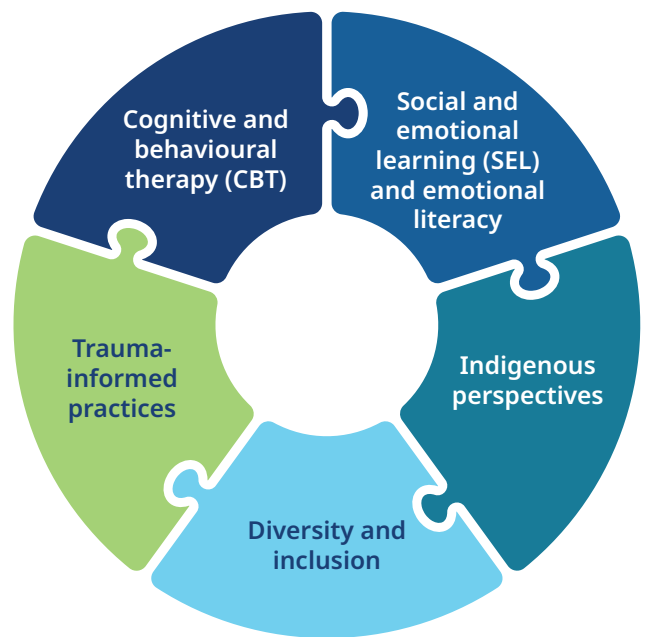 Cognitive and
behavioural
therapy (CBT)
Social and
emotional
learning (SEL)
and emotional
literacy
Indigenous
perspectives
Diversity and
inclusion
Trauma-
informed
practices